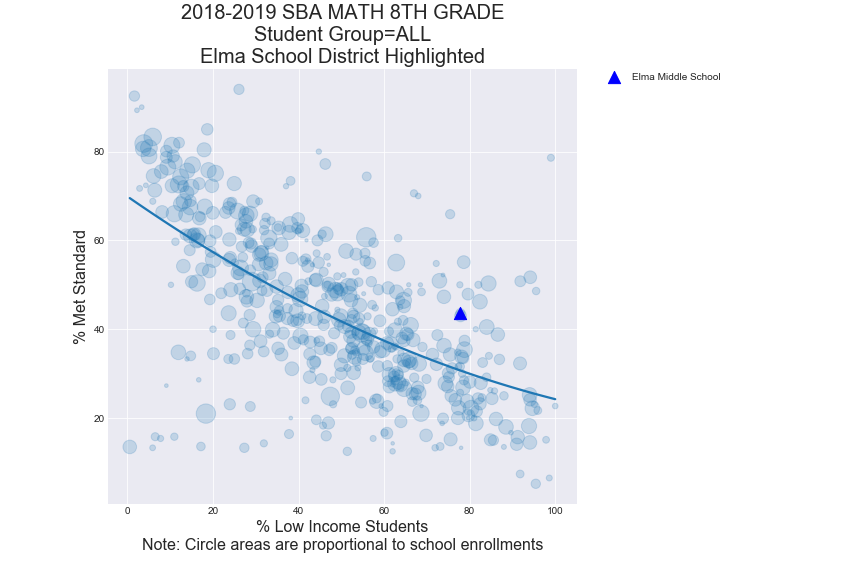 2018-2019 SBA MATH 8TH GRADE
Student Group=ALL
Elma School District Highlighted
Elma Middle School
% Met Standard
80
60
40
20
0 20 40 60 80 100
% Low Income Students
Note: Circle areas are proportional to school enrollments